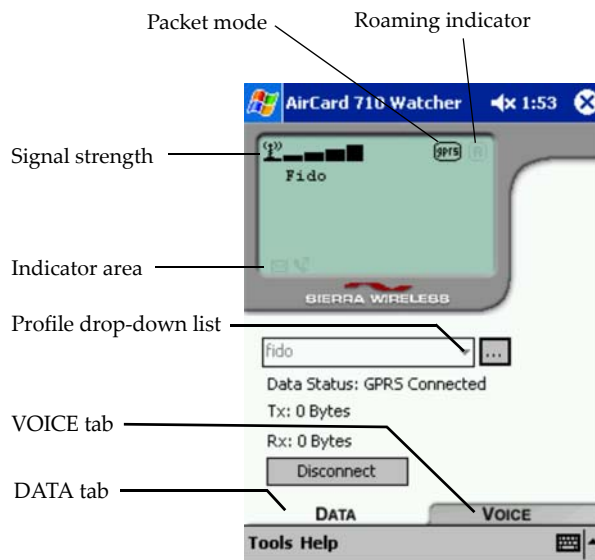 Packet mode
Roaming indicator
AirCard 710 Watcher 1:53
Signal strength
gprs R
Fido
Indicator area
SIERRA WIRELESS
Profile drop-down list
fido ...
Data Status: GPRS Connected
Tx: 0 Bytes
VOICE tab
Rx: 0 Bytes
Disconnect
DATA tab
DATA VOICE
Tools Help